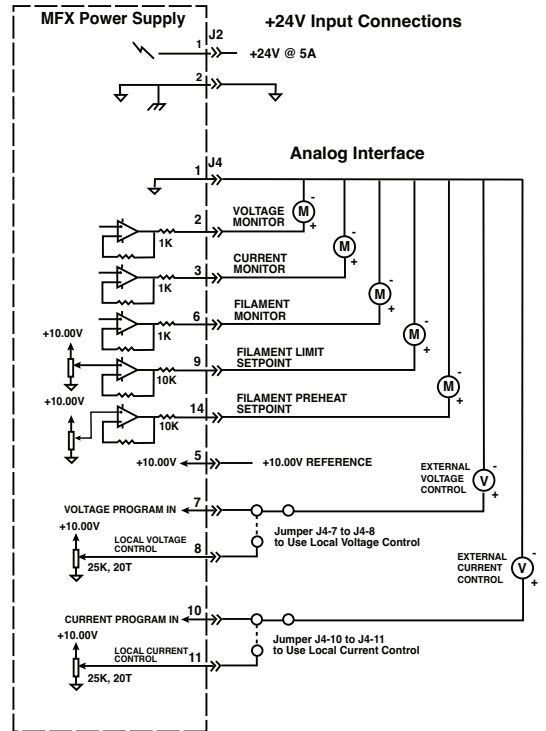 MFX Power Supply
+24V Input Connections
J2
1
+24V @ 5A
2
Analog Interface
J4
1
-
M
+
VOLTAGE
MONITOR
2
1K
-
M
+
CURRENT
MONITOR
3
1K
-
M
+
FILAMENT
MONITOR
6
1K
+10.00V
-
M
+
FILAMENT LIMIT
SETPOINT
9
10K
+10.00V
-
M
+
FILAMENT PREHEAT
SETPOINT
14
10K
+10.00V
5
+10.00V REFERENCE
EXTERNAL
VOLTAGE
CONTROL
-
V
+
VOLTAGE PROGRAM IN
7
+10.00V
LOCAL VOLTAGE
CONTROL
8
25K, 20T
Jumper J4-7 to J4-8
to Use Local Voltage Control
EXTERNAL
CURRENT
CONTROL
-
V
+
CURRENT PROGRAM IN
10
+10.00V
LOCAL CURRENT
CONTROL
11
25K, 20T
Jumper J4-10 to J4-11
to Use Local Current Control